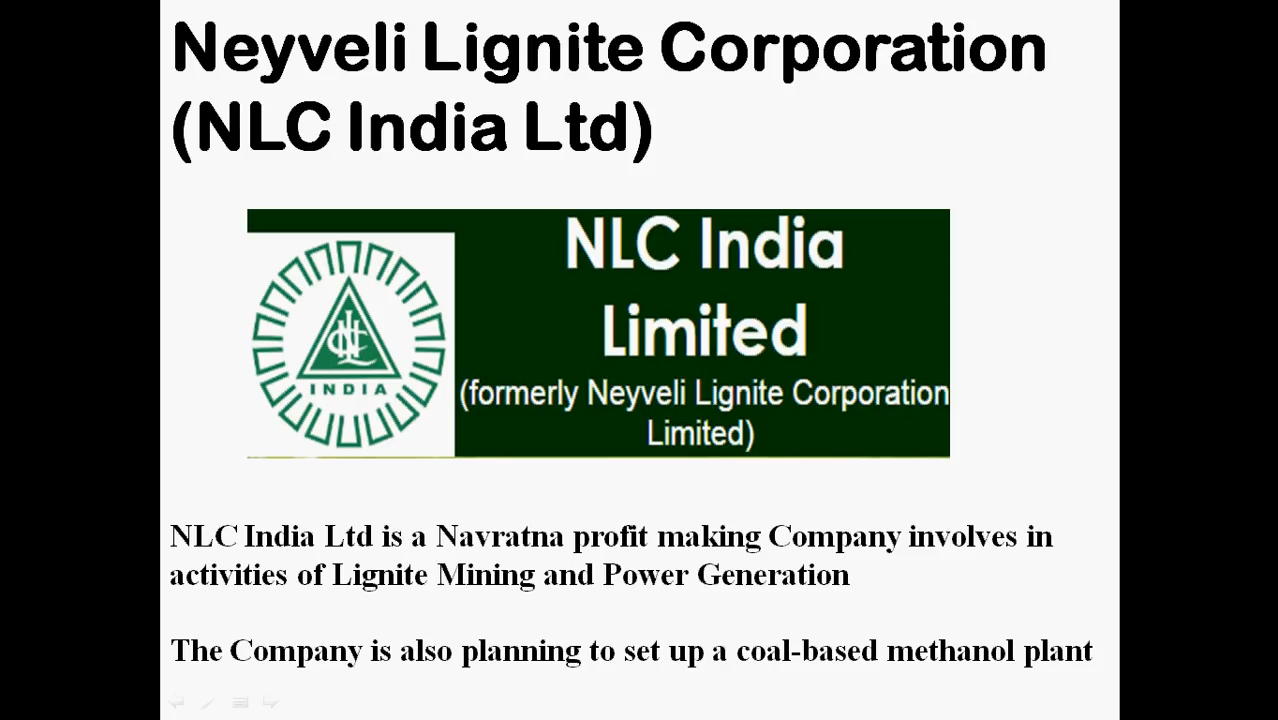 Neyveli Lignite Corporation
(NLC India Ltd)
NLC India
Limited
(formerly Neyveli Lignite Corporation
Limited)
NLC
INDIA
NLC India Ltd is a Navratna profit making Company involves in
activities of Lignite Mining and Power Generation
The Company is also planning to set up a coal-based methanol plant